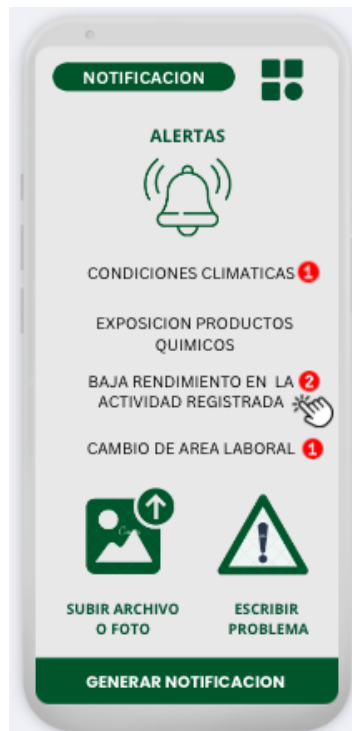 NOTIFICACION
ALERTAS
CONDICIONES CLIMATICAS 1
EXPOSICION PRODUCTOS
QUIMICOS
BAJA RENDIMIENTO EN LA 2
ACTIVIDAD REGISTRADA
CAMBIO DE AREA LABORAL 1
SUBIR ARCHIVO
O FOTO
ESCRIBIR
PROBLEMA
GENERAR NOTIFICACION